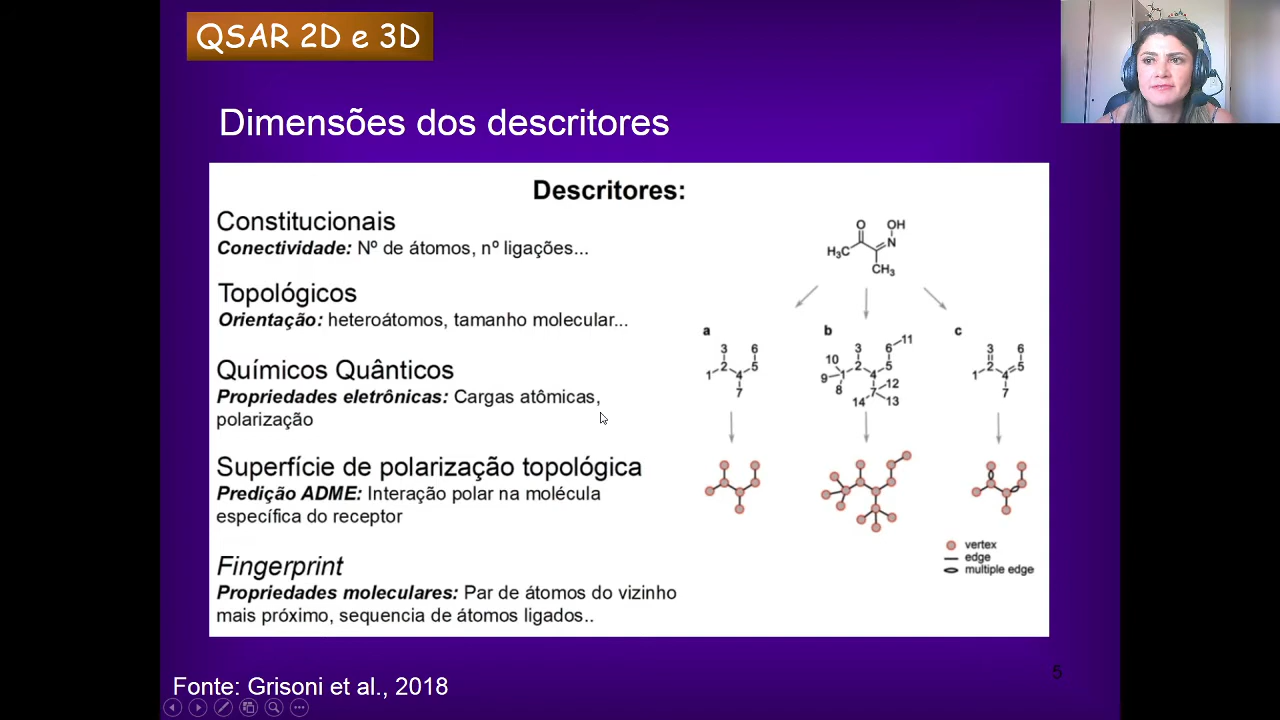 QSAR 2D e 3D
Dimensões dos descritores
Descritores:
Constitucionais
Conectividade: Nº de átomos, nº ligações...
Topológicos
Orientação: heteroátomos, tamanho molecular...
Químicos Quânticos
Propriedades eletrônicas: Cargas atômicas,
polarização
Superfície de polarização topológica
Predição ADME: Interação polar na molécula
específica do receptor
Fingerprint
Propriedades moleculares: Par de átomos do vizinho
mais próximo, sequencia de átomos ligados..
O OH
H₃C N
CH₃
a b c
3 6
2 5
1 4
7
3 6 11
10 2 5
9 1 4 12
8 7
14 13
3 6
2 5
1 4
7
vertex
edge
multiple edge
5
Fonte: Grisoni et al., 2018